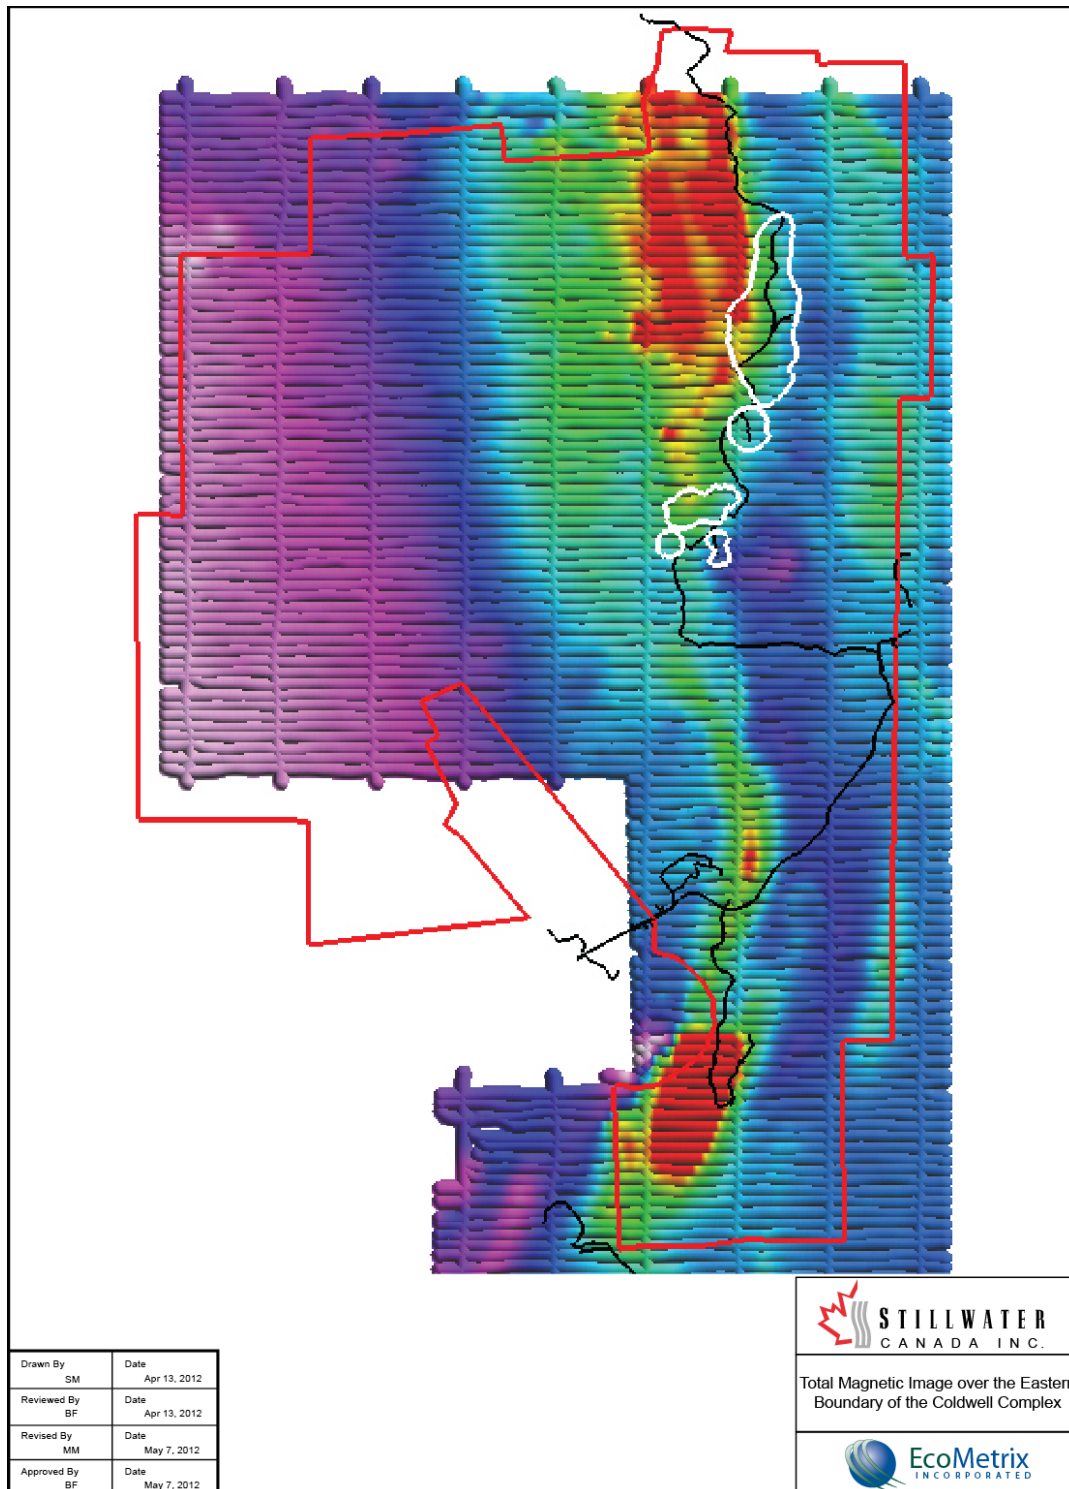 STILLWATER
CANADA INC.
Total Magnetic Image over the Eastern
Boundary of the Coldwell Complex
EcoMetrix
INCORPORATED
Drawn By
SM
Date
Apr 13, 2012
Reviewed By
BF
Date
Apr 13, 2012
Revised By
MM
Date
May 7, 2012
Approved By
BF
Date
May 7, 2012